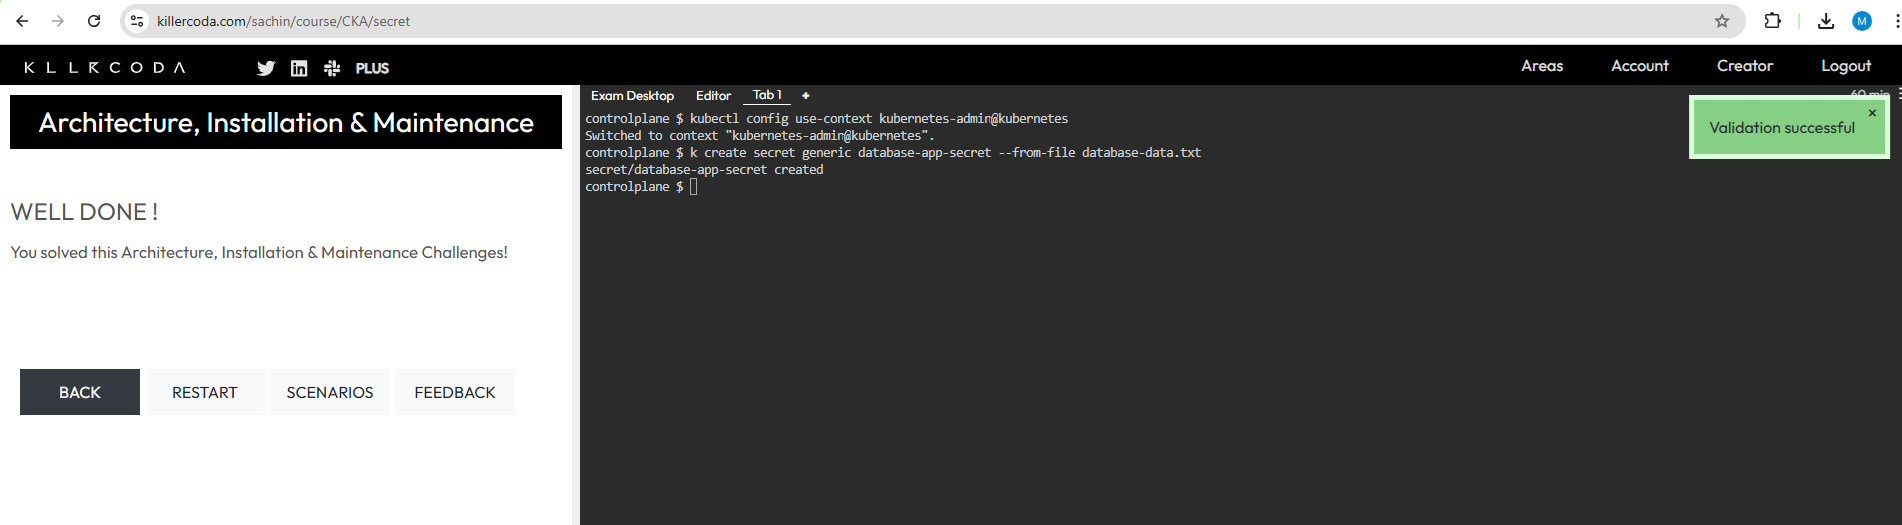 killercoda.com/sachin/course/CKA/secret
M
KLLRCODA
PLUS
Areas
Account
Creator
Logout
Architecture, Installation & Maintenance
Exam Desktop
Editor
Tab 1
+
60 min
Validation successful
×
controlplane $ kubectl config use-context kubernetes-admin@kubernetes
Switched to context "kubernetes-admin@kubernetes".
controlplane $ k create secret generic database-app-secret --from-file database-data.txt
secret/database-app-secret created
controlplane $
WELL DONE !
You solved this Architecture, Installation & Maintenance Challenges!
BACK
RESTART
SCENARIOS
FEEDBACK